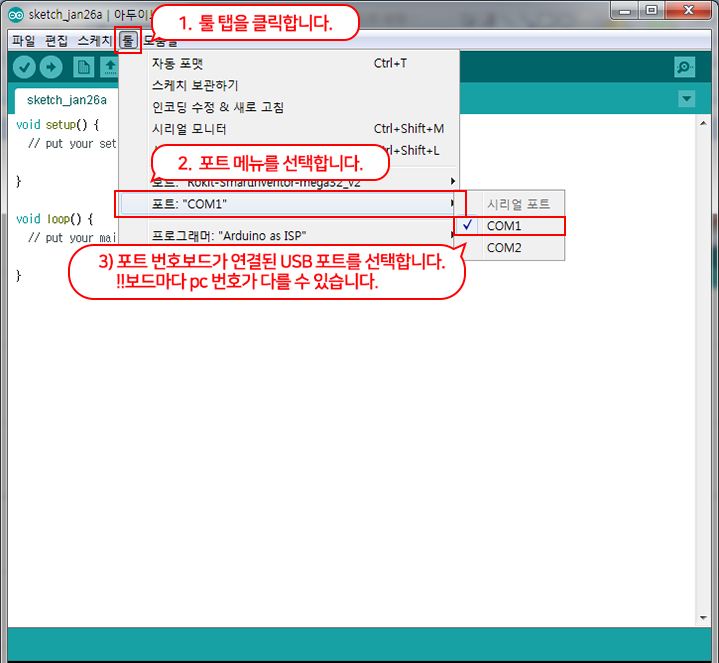 sketch_jan26a | 아두이
1. 툴 탭을 클릭합니다.
파일 편집 스케치 툴 도움말
자동 포맷 Ctrl+T
sketch_jan26a
스케치 보관하기
인코딩 수정 & 새로 고침
void setup() {
시리얼 모니터 Ctrl+Shift+M
// put your set
Ctrl+Shift+L
2. 포트 메뉴를 선택합니다.
}
보드: "Rokit-SmartInventor-mega32_v2"
포트: "COM1"
시리얼 포트
void loop() {
COM1
// put your mai
프로그래머: "Arduino as ISP"
COM2
3) 포트 번호보드가 연결된 USB 포트를 선택합니다.
!!보드마다 pc 번호가 다를 수 있습니다.
}